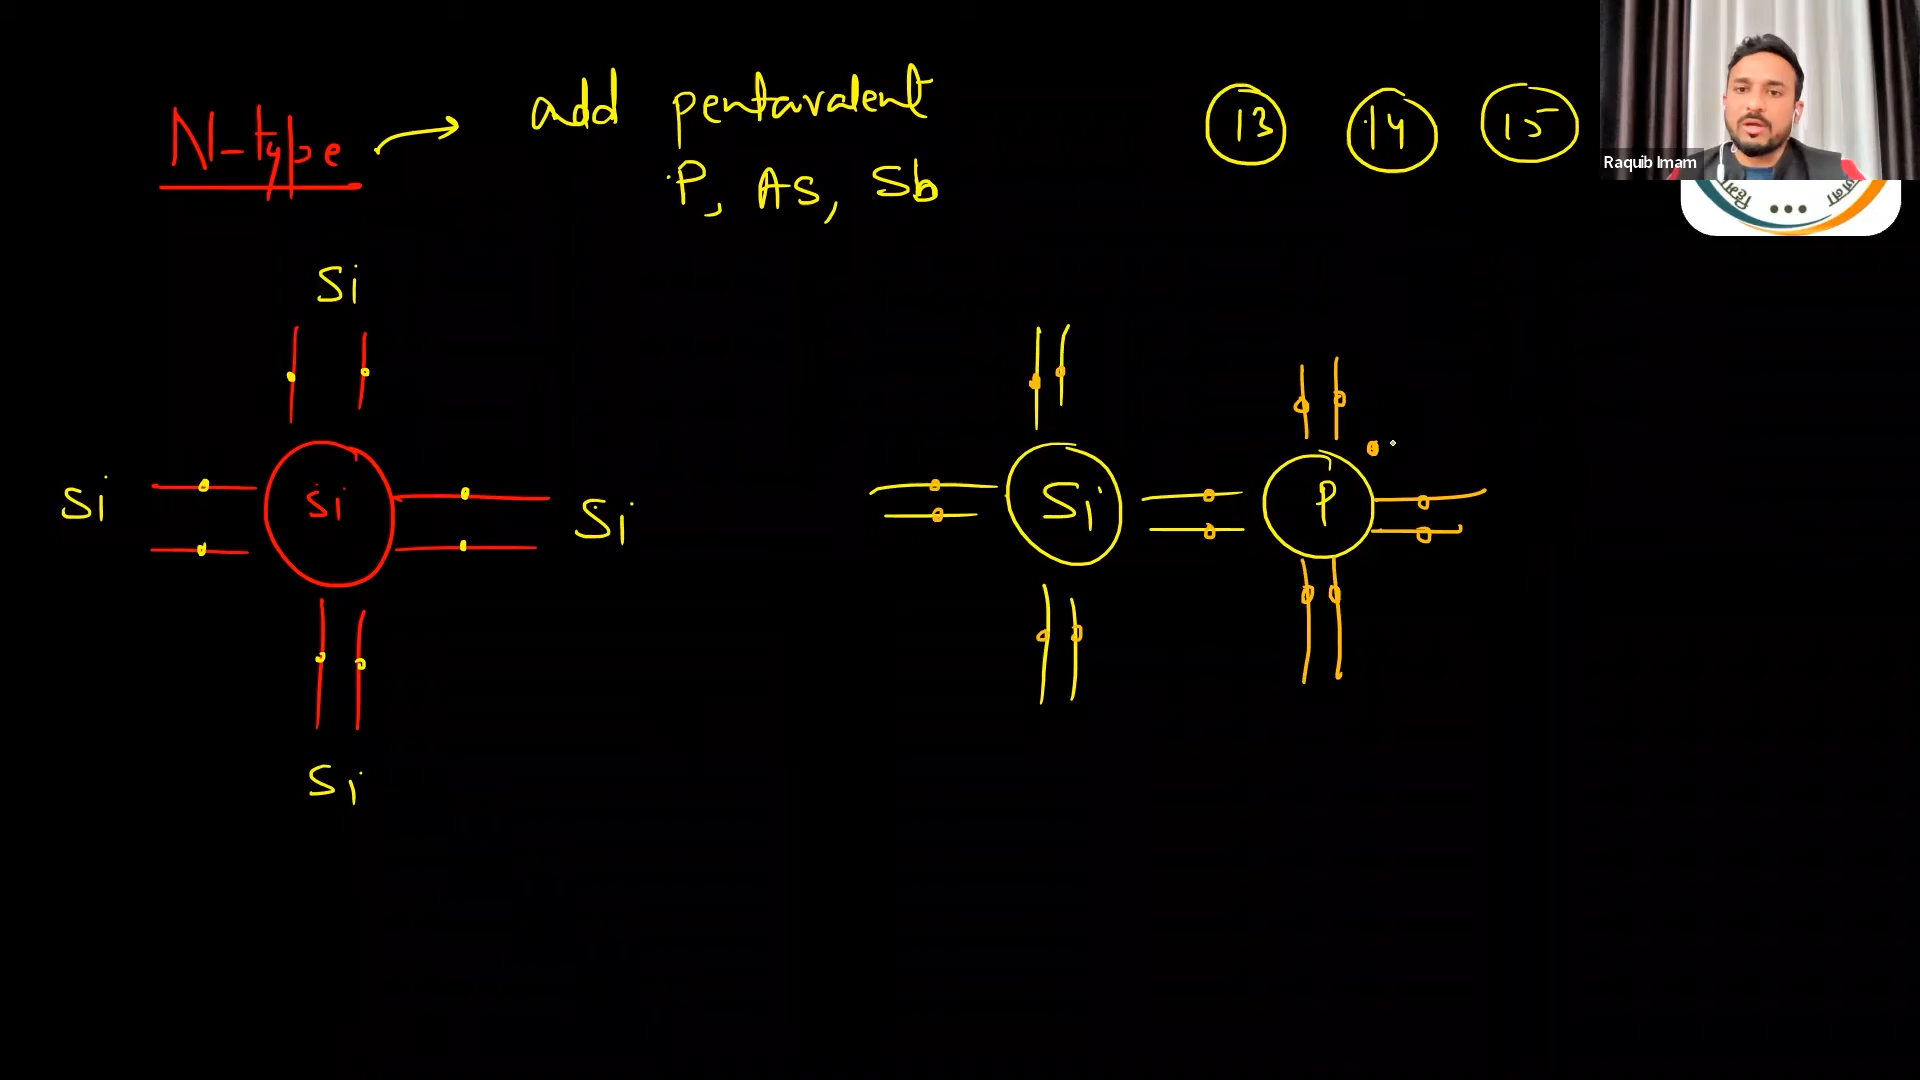 N-type → add pentavalent
P, As, Sb
13 14 15
Raquib Imam
Si
Si Si Si
Si
Si P